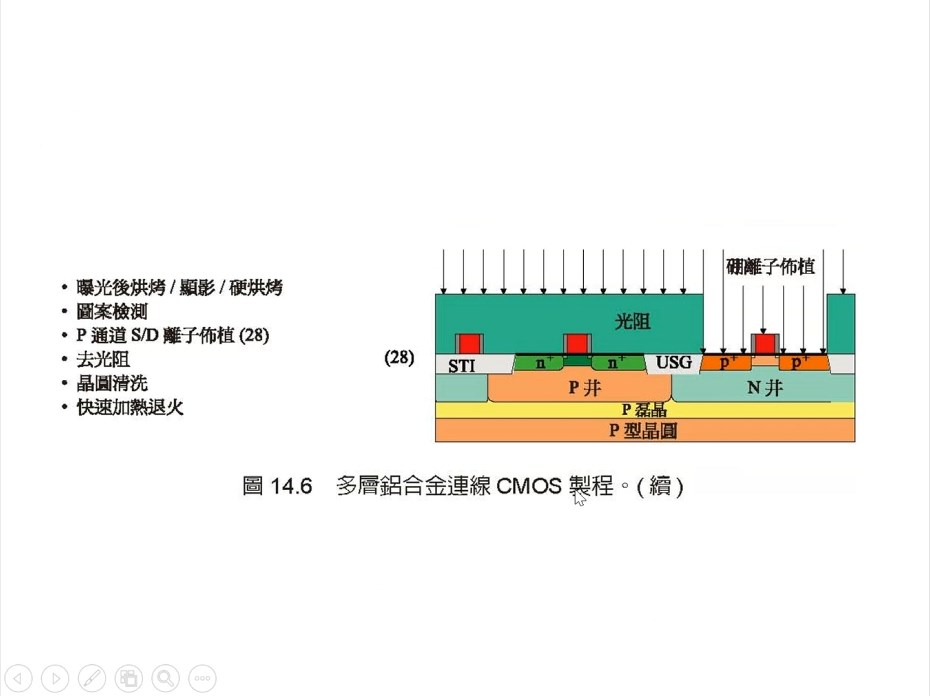 • 曝光後烘烤 / 顯影 / 硬烘烤
• 圖案檢測
• P 通道 S/D 離子佈植 (28)
• 去光阻
• 晶圓清洗
• 快速加熱退火
(28)
硼離子佈植
光阻
STI
n+
n+
USG
p+
p+
P 井
N 井
P 磊晶
P 型晶圓
圖 14.6 多層鋁合金連線 CMOS 製程。( 續 )